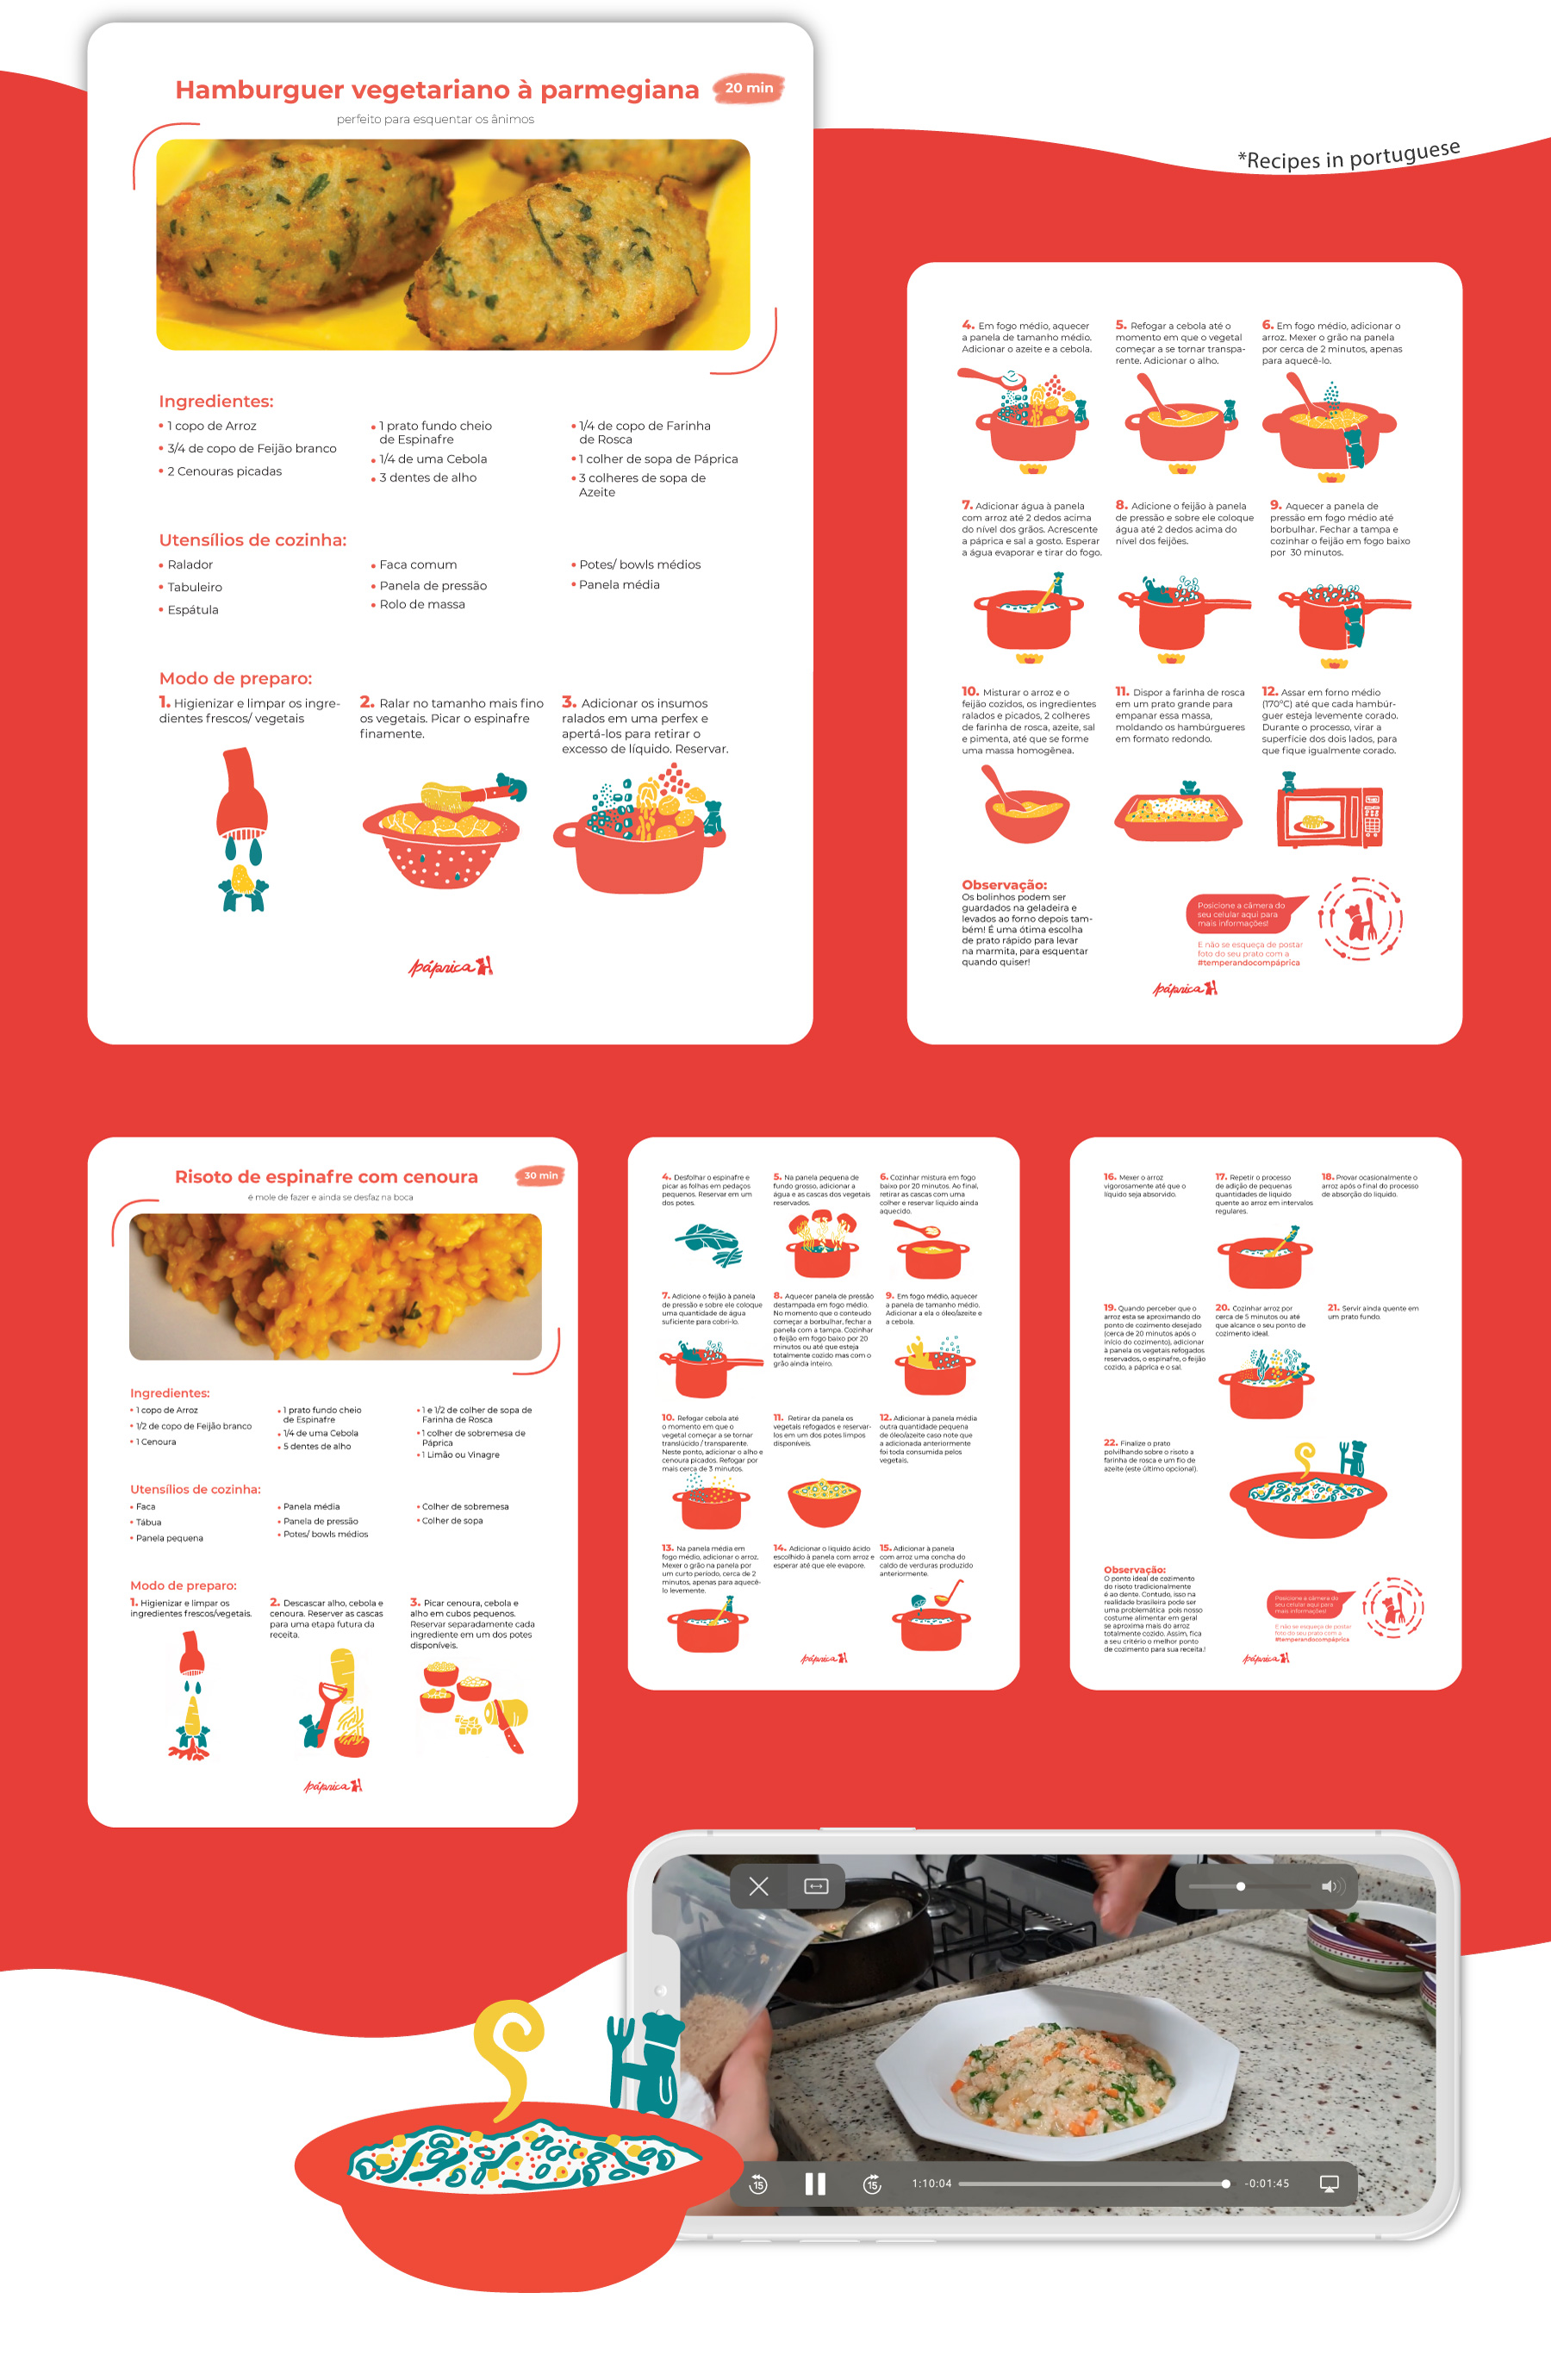 Hamburguer vegetariano à parmegiana
20 min
perfeito para esquentar os ânimos
*Recipes in portuguese
Ingredientes:
• 1 copo de Arroz
• 3/4 de copo de Feijão branco
• 2 Cenouras picadas
• 1 prato fundo cheio
de Espinafre
• 1/4 de uma Cebola
• 3 dentes de alho
• 1/4 de copo de Farinha
de Rosca
• 1 colher de sopa de Páprica
• 3 colheres de sopa de
Azeite
Utensílios de cozinha:
• Ralador
• Tabuleiro
• Espátula
• Faca comum
• Panela de pressão
• Rolo de massa
• Potes/ bowls médios
• Panela média
Modo de preparo:
1. Higienizar e limpar os ingre-
dientes frescos/ vegetais
2. Ralar no tamanho mais fino
os vegetais. Picar o espinafre
finamente.
3. Adicionar os insumos
ralados em uma perfex e
apertá-los para retirar o
excesso de líquido. Reservar.
páprica
4. Em fogo médio, aquecer
a panela de tamanho médio.
Adicionar o azeite e a cebola.
5. Refogar a cebola até o
momento em que o vegetal
começar a se tornar transpa-
rente. Adicionar o alho.
6. Em fogo médio, adicionar o
arroz. Mexer o grão na panela
por cerca de 2 minutos, apenas
para aquecê-lo.
7. Adicionar água à panela
com arroz até 2 dedos acima
do nível dos grãos. Acrescente
a páprica e sal a gosto. Esperar
a água evaporar e tirar do fogo.
8. Adicione o feijão à panela
de pressão e sobre ele coloque
água até 2 dedos acima do
nível dos feijões.
9. Aquecer a panela de
pressão em fogo médio até
borbulhar. Fechar a tampa e
cozinhar o feijão em fogo baixo
por 30 minutos.
10. Misturar o arroz e o
feijão cozidos, os ingredientes
ralados e picados, 2 colheres
de farinha de rosca, azeite, sal
e pimenta, até que se forme
uma massa homogênea.
11. Dispor a farinha de rosca
em um prato grande para
empanar essa massa,
moldando os hambúrgueres
em formato redondo.
12. Assar em forno médio
(170°C) até que cada hambúr-
guer esteja levemente corado.
Durante o processo, virar a
superfície dos dois lados, para
que fique igualmente corado.
Observação:
Os bolinhos podem ser
guardados na geladeira e
levados ao forno depois tam-
bém! É uma ótima escolha
de prato rápido para levar
na marmita, para esquentar
quando quiser!
Posicione a câmera do
seu celular aqui para
mais informações!
E não se esqueça de postar
foto do seu prato com a
#temperandocompáprica
páprica
Risoto de espinafre com cenoura
30 min
é mole de fazer e ainda se desfaz na boca
Ingredientes:
• 1 copo de Arroz
• 1/2 de copo de Feijão branco
• 1 Cenoura
• 1 prato fundo cheio
de Espinafre
• 1/4 de uma Cebola
• 5 dentes de alho
• 1 e 1/2 de colher de sopa de
Farinha de Rosca
• 1 colher de sobremesa de
Páprica
• 1 Limão ou Vinagre
Utensílios de cozinha:
• Faca
• Tábua
• Panela pequena
• Panela média
• Panela de pressão
• Potes/ bowls médios
• Colher de sobremesa
• Colher de sopa
Modo de preparo:
1. Higienizar e limpar os
ingredientes frescos/vegetais.
2. Descascar alho, cebola e
cenoura. Reservar as cascas
para uma etapa futura da
receita.
3. Picar cenoura, cebola e
alho em cubos pequenos.
Reservar separadamente cada
ingrediente em um dos potes
disponíveis.
páprica
4. Desfolhar o espinafre e
picar as folhas em pedaços
pequenos. Reservar em um
dos potes.
5. Na panela pequena de
fundo grosso, adicionar a
água e as cascas dos vegetais
reservados.
6. Cozinhar mistura em fogo
baixo por 20 minutos. Ao final,
retirar as cascas com uma
colher e reservar líquido ainda
aquecido.
7. Adicione o feijão à panela
de pressão e sobre ele coloque
uma quantidade de água
suficiente para cobri-lo.
8. Aquecer panela de pressão
destampada em fogo médio.
No momento que o conteudo
começar a borbulhar, fechar a
panela com a tampa. Cozinhar
o feijão em fogo baixo por 20
minutos ou até que esteja
totalmente cozido mas com o
grão ainda inteiro.
9. Em fogo médio, aquecer
a panela de tamanho médio.
Adicionar a ela o óleo/azeite e
a cebola.
10. Refogar cebola até
o momento em que o
vegetal começar a se tornar
translúcido / transparente.
Neste ponto, adicionar o alho e
cenoura picados. Refogar por
mais cerca de 3 minutos.
11. Retirar da panela os
vegetais refogados e reservar-
los em um dos potes limpos
disponíveis.
12. Adicionar à panela média
outra quantidade pequena
de óleo/azeite caso note que
a adicionada anteriormente
foi toda consumida pelos
vegetais.
13. Na panela média em
fogo médio, adicionar o arroz.
Mexer o grão na panela por
um curto período, cerca de 2
minutos, apenas para aquecê-
lo levemente.
14. Adicionar o líquido ácido
escolhido à panela com arroz e
esperar até que ele evapore.
15. Adicionar à panela
com arroz uma concha do
caldo de verduras produzido
anteriormente.
páprica
16. Mexer o arroz
vigorosamente até que o
líquido seja absorvido.
17. Repetir o processo
de adição de pequenas
quantidades de líquido
quente ao arroz em intervalos
regulares.
18. Provar ocasionalmente o
arroz após o final do processo
de absorção do líquido.
19. Quando perceber que o
arroz esta se aproximando do
ponto de cozimento desejado
(cerca de 20 minutos após o
início do cozimento), adicionar
à panela os vegetais refogados
reservados, o espinafre, o feijão
cozido, a páprica e o sal.
20. Cozinhar arroz por
cerca de 5 minutos ou até
que alcance o seu ponto de
cozimento ideal.
21. Servir ainda quente em
um prato fundo.
22. Finalize o prato
polvilhando sobre o risoto a
farinha de rosca e um fio de
azeite (este último opcional).
Observação:
O ponto ideal de cozimento
do risoto tradicionalmente
é ao dente. Contudo, isso na
realidade brasileira pode ser
uma problemática pois nosso
costume alimentar em geral
se aproxima mais do arroz
totalmente cozido. Assim, fica
a seu critério o melhor ponto
de cozimento para sua receita!
Posicione a câmera do
seu celular aqui para
mais informações!
E não se esqueça de postar
foto do seu prato com a
#temperandocompáprica
páprica
15
15
1:10:04
-0:01:45